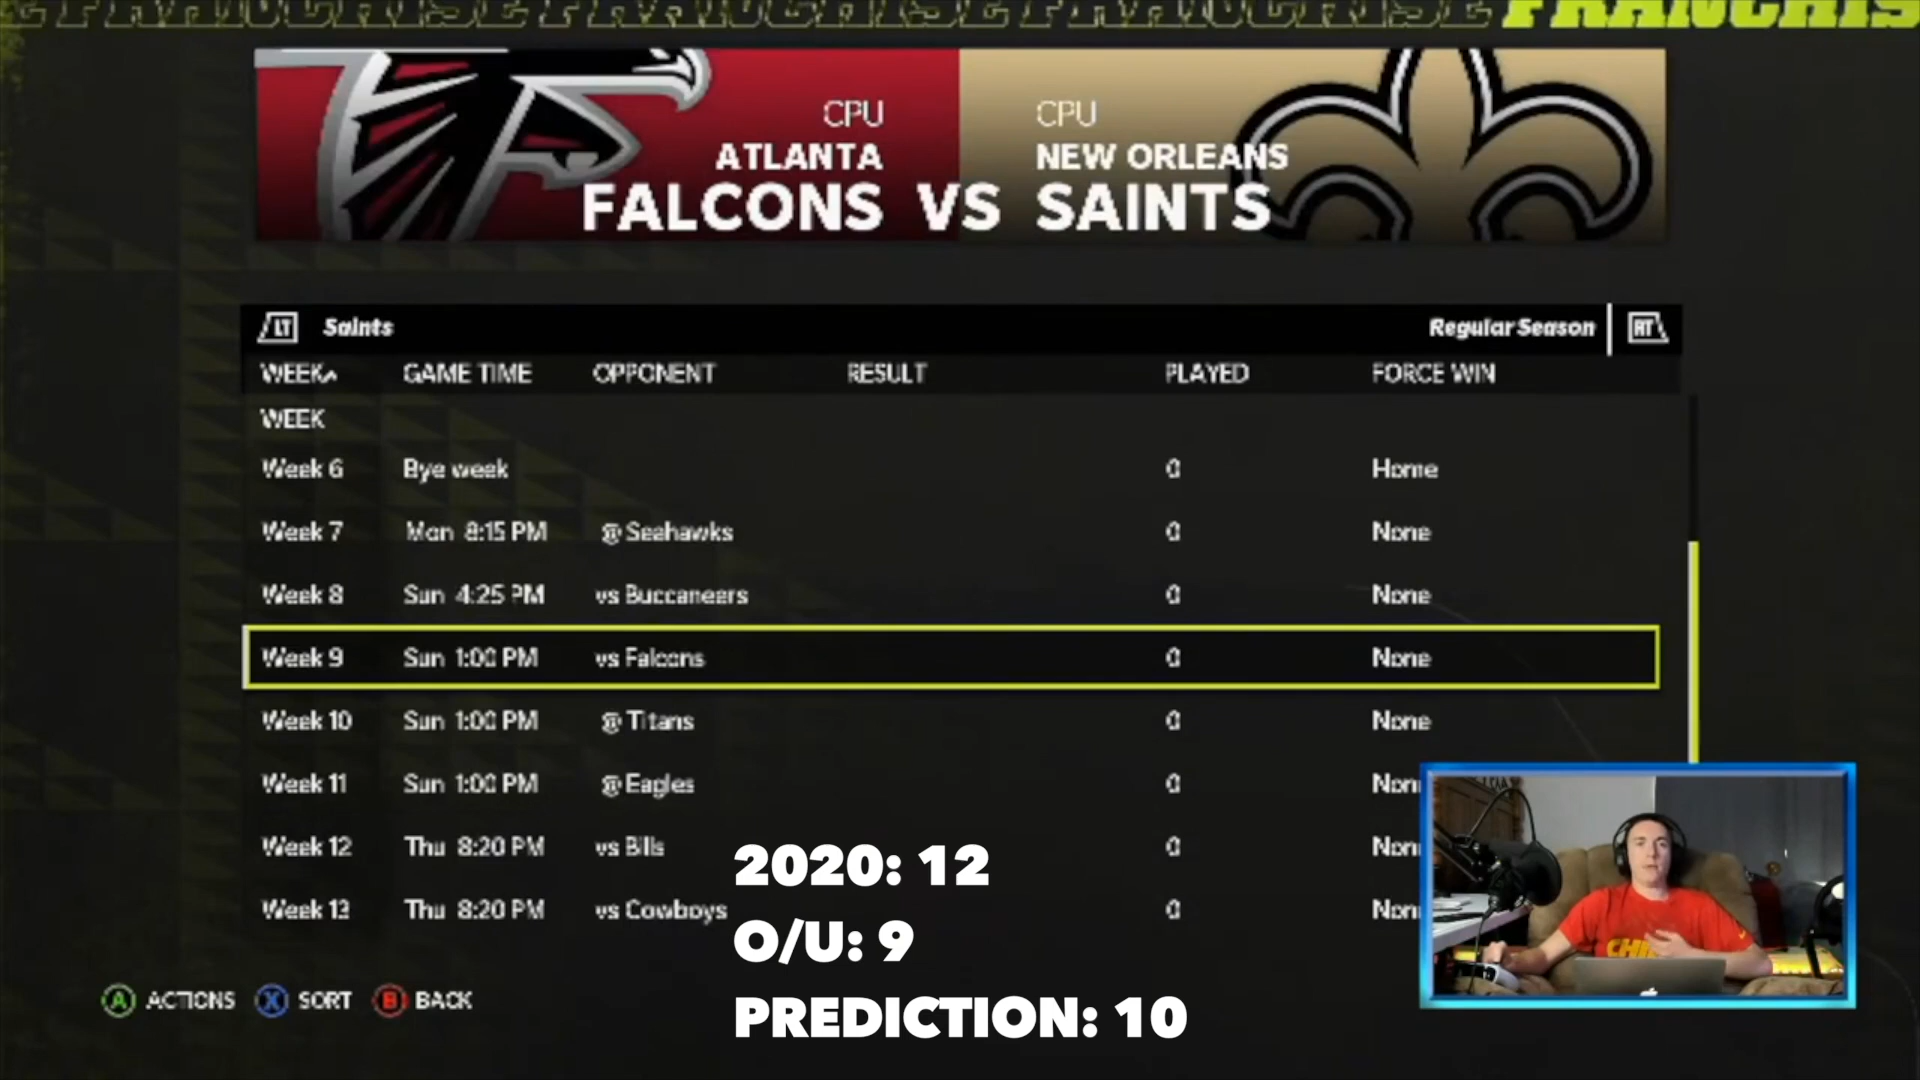 FRANCHISE FRANCHISE FRANCHIS
CPU
ATLANTA
FALCONS VS
CPU
NEW ORLEANS
SAINTS
LT Saints Regular Season RT
WEEK GAME TIME OPPONENT RESULT PLAYED FORCE WIN
WEEK
Week 6 Bye week 0 Home
Week 7 Mon 8:15 PM @ Seahawks 0 None
Week 8 Sun 4:25 PM vs Buccaneers 0 None
Week 9 Sun 1:00 PM vs Falcons 0 None
Week 10 Sun 1:00 PM @ Titans 0 None
Week 11 Sun 1:00 PM @ Eagles 0 Non
Week 12 Thu 8:20 PM vs Bills 0 Non
Week 13 Thu 8:20 PM vs Cowboys 0 Non
2020: 12
O/U: 9
PREDICTION: 10
A ACTIONS X SORT B BACK